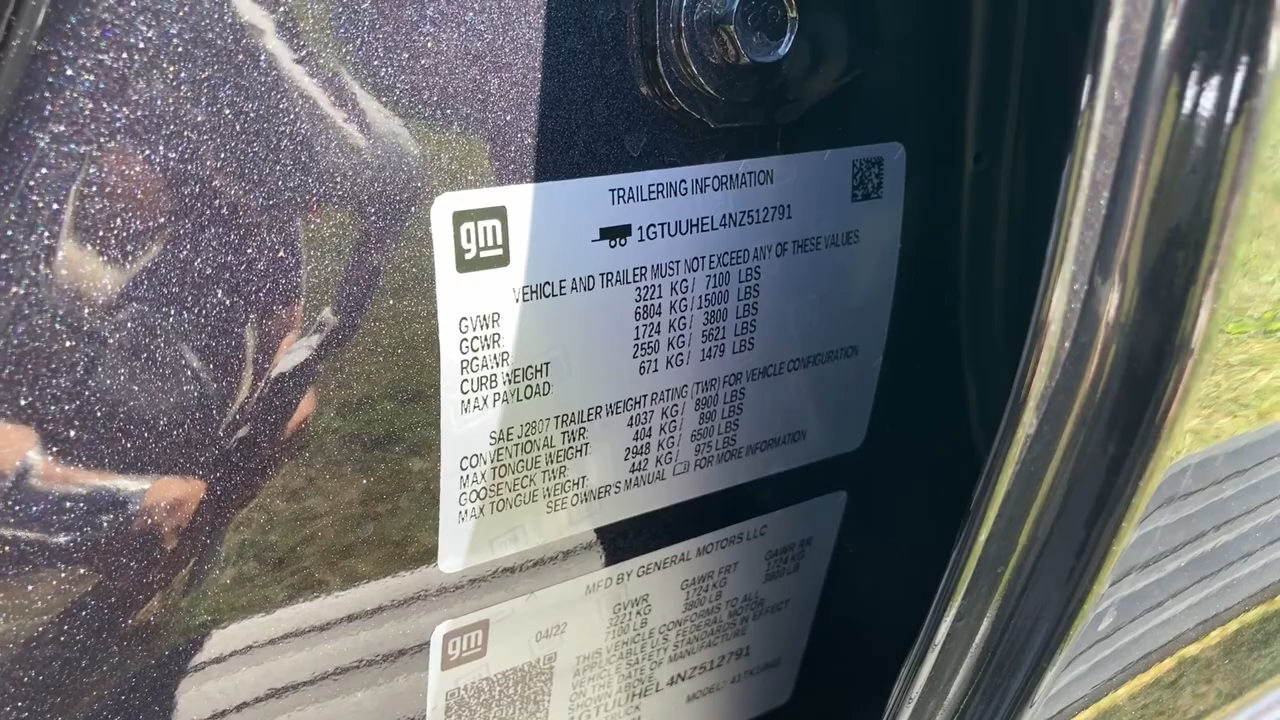 TRAILERING INFORMATION
gm
1GTUUHEL4NZ512791
VEHICLE AND TRAILER MUST NOT EXCEED ANY OF THESE VALUES.
GVWR 3221 KG/ 7100 LBS
GCWR: 6804 KG/15000 LBS
RGAWR: 1724 KG/ 3800 LBS
CURB WEIGHT 2550 KG/ 5621 LBS
MAX PAYLOAD: 671 KG/ 1479 LBS
SAE J2807 TRAILER WEIGHT RATING (TWR) FOR VEHICLE CONFIGURATION
CONVENTIONAL TWR: 4037 KG/ 8900 LBS
MAX TONGUE WEIGHT: 404 KG/ 890 LBS
GOOSENECK TWR: 2948 KG/ 6500 LBS
MAX TONGUE WEIGHT: 442 KG/ 975 LBS
SEE OWNER'S MANUAL FOR MORE INFORMATION
MFD BY GENERAL MOTORS LLC
gm
04/22
GVWR GAWR FRT GAWR RR
3221 KG 1724 KG 1724 KG
7100 LB 3800 LB 3800 LB
THIS VEHICLE CONFORMS TO ALL
APPLICABLE U.S. FEDERAL MOTOR
VEHICLE SAFETY STANDARDS IN EFFECT
ON THE DATE OF MANUFACTURE
SHOWN ABOVE.
1GTUUHEL4NZ512791
TRUCK MODEL: